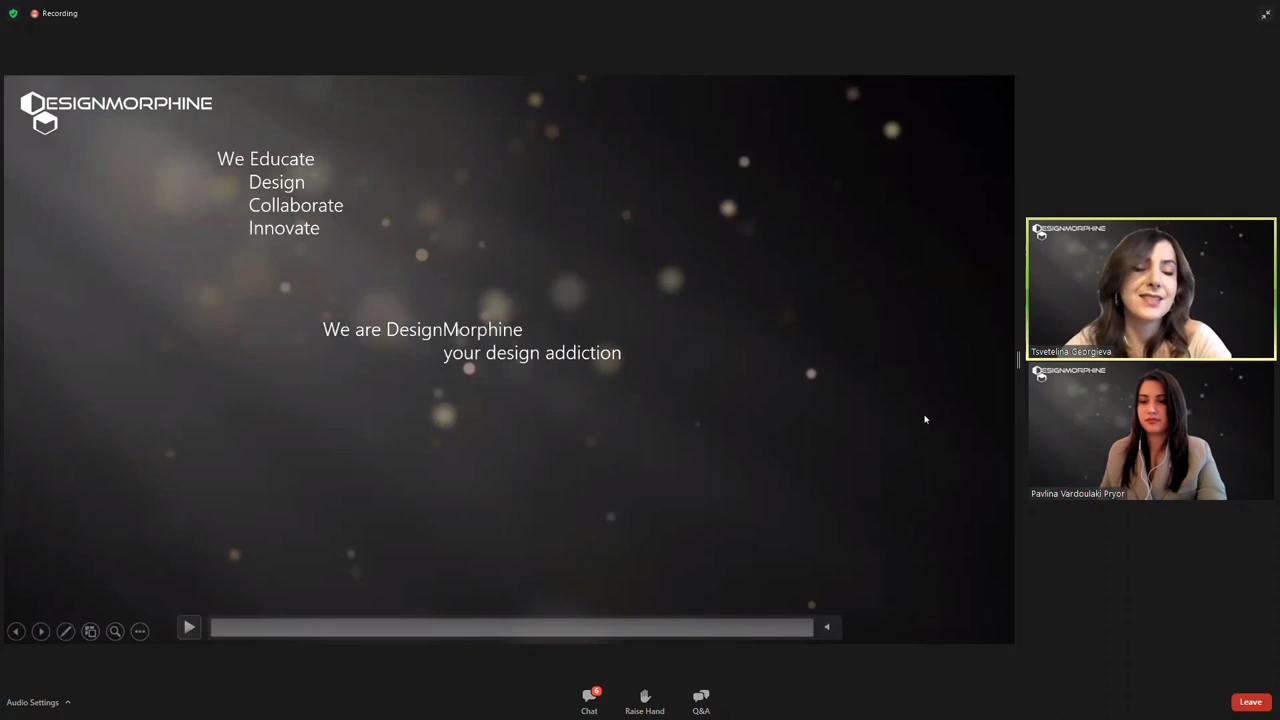 Recording
DESIGNMORPHINE
We Educate
Design
Collaborate
Innovate
We are DesignMorphine
your design addiction
DESIGNMORPHINE
Tsvetelina Georgieva
DESIGNMORPHINE
Pavlina Vardoulaki Pryor
Audio Settings
6
Chat
Raise Hand
Q&A
Leave